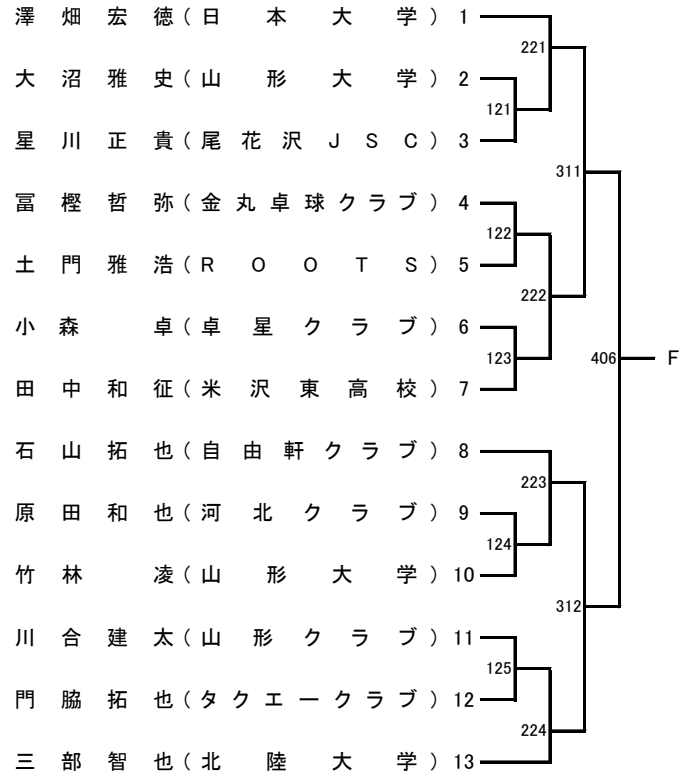 澤畑宏徳(日本大学) 1
221
大沼雅史(山形大学) 2
121
星川正貴(尾花沢JSC) 3
311
冨樫哲弥(金丸卓球クラブ) 4
122
土門雅浩(ROOTS) 5
222
小森 卓(卓星クラブ) 6
123
406 F
田中和征(米沢東高校) 7
石山拓也(自由軒クラブ) 8
223
原田和也(河北クラブ) 9
124
竹林 凌(山形大学) 10
312
川合建太(山形クラブ) 11
125
門脇拓也(タクエークラブ) 12
224
三部智也(北陸大学) 13